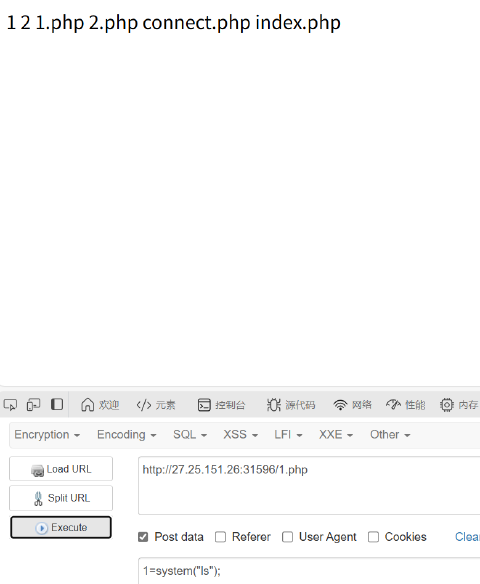 1 2 1.php 2.php connect.php index.php
欢迎 元素 控制台 源代码 网络 性能 内存
Encryption Encoding SQL XSS LFI XXE Other
Load URL
http://27.25.151.26:31596/1.php
Split URL
Execute
Post data Referer User Agent Cookies Clear
1=system("ls");